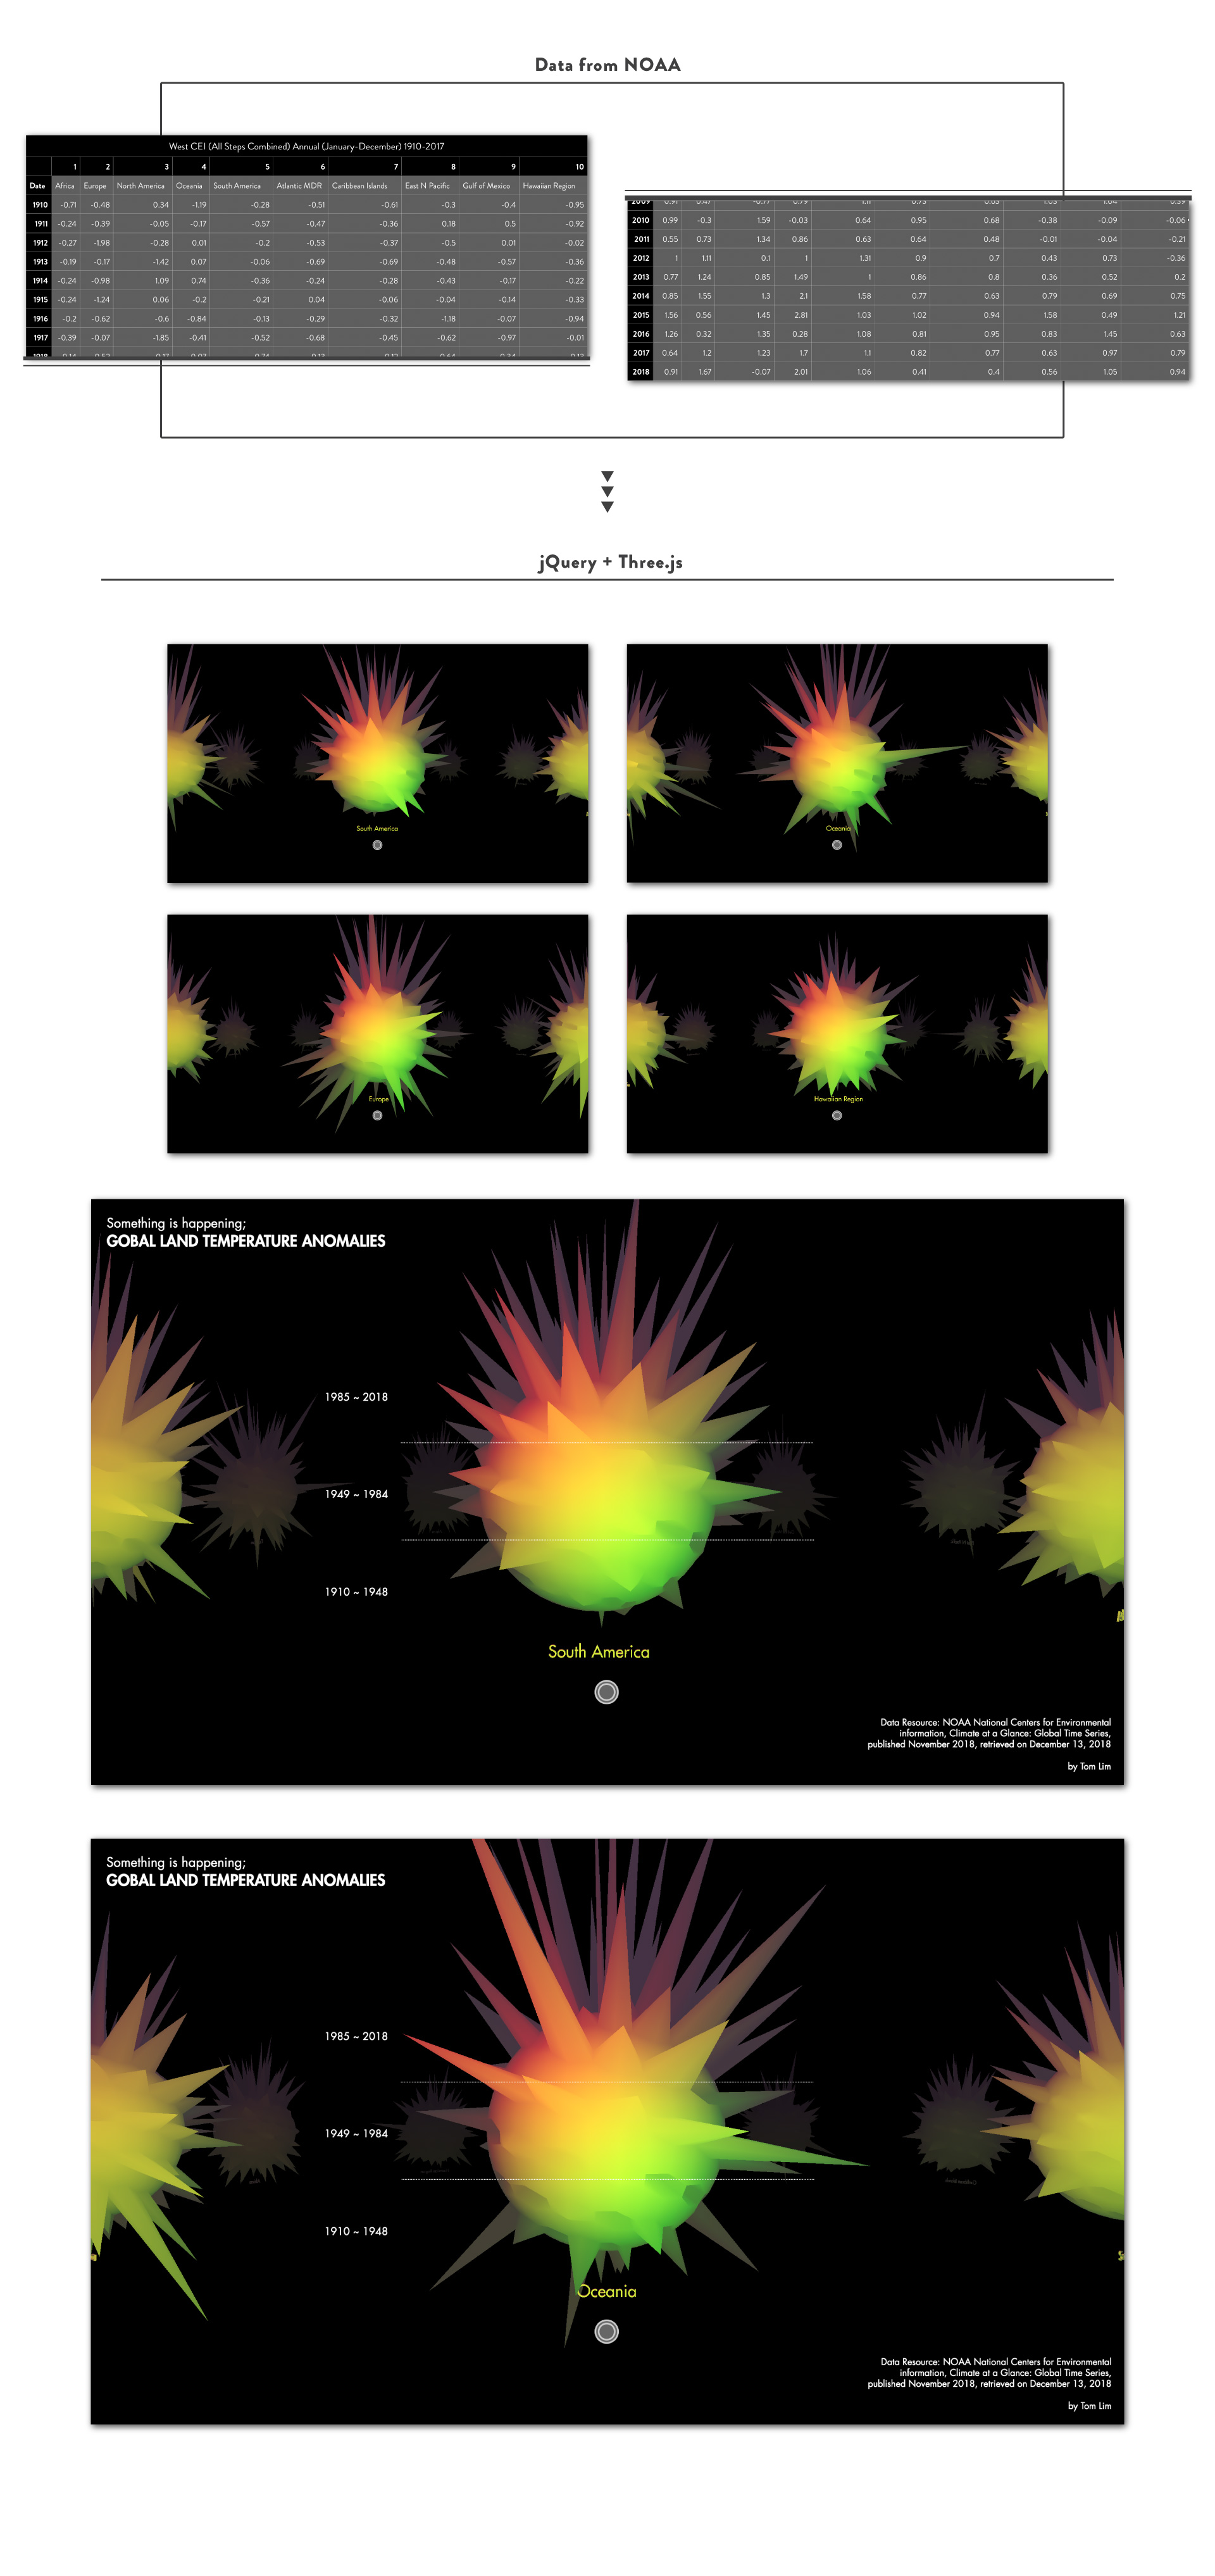 Data from NOAA
West CEI (All Steps Combined) Annual (January-December) 1910-2017
1 2 3 4 5 6 7 8 9 10
Date Africa Europe North America Oceania South America Atlantic MDR Caribbean Islands East N Pacific Gulf of Mexico Hawaiian Region
1910 -0.71 -0.48 0.34 -1.19 -0.28 -0.51 -0.61 -0.3 -0.4 -0.95
1911 -0.24 -0.39 -0.05 -0.17 -0.57 -0.47 -0.36 0.18 0.5 -0.92
1912 -0.27 -1.98 -0.28 0.01 -0.2 -0.53 -0.37 -0.5 0.01 -0.02
1913 -0.19 -0.17 -1.42 0.07 -0.06 -0.69 -0.69 -0.48 -0.57 -0.36
1914 -0.24 -0.98 1.09 0.74 -0.36 -0.24 -0.28 -0.43 -0.17 -0.22
1915 -0.24 -1.24 0.06 -0.2 -0.21 0.04 -0.06 -0.04 -0.14 -0.33
1916 -0.2 -0.62 -0.6 -0.84 -0.13 -0.29 -0.32 -1.18 -0.07 -0.94
1917 -0.39 -0.07 -1.85 -0.41 -0.52 -0.68 -0.45 -0.62 -0.97 -0.01
2010 0.99 -0.3 1.59 -0.03 0.64 0.95 0.68 -0.38 -0.09 -0.06
2011 0.55 0.73 1.34 0.86 0.63 0.64 0.48 -0.01 -0.04 -0.21
2012 1 1.11 0.1 1 1.31 0.9 0.7 0.43 0.73 -0.36
2013 0.77 1.24 0.85 1.49 1 0.86 0.8 0.36 0.52 0.2
2014 0.85 1.55 1.3 2.1 1.58 0.77 0.63 0.79 0.69 0.75
2015 1.56 0.56 1.45 2.81 1.03 1.02 0.94 1.58 0.49 1.21
2016 1.26 0.32 1.35 0.28 1.08 0.81 0.95 0.83 1.45 0.63
2017 0.64 1.2 1.23 1.7 1.1 0.82 0.77 0.63 0.97 0.79
2018 0.91 1.67 -0.07 2.01 1.06 0.41 0.4 0.56 1.05 0.94
jQuery + Three.js
South America
Oceania
Europe
Hawaiian Region
Something is happening;
GOBAL LAND TEMPERATURE ANOMALIES
1985 ~ 2018
1949 ~ 1984
1910 ~ 1948
South America
Data Resource: NOAA National Centers for Environmental
information, Climate at a Glance: Global Time Series,
published November 2018, retrieved on December 13, 2018
by Tom Lim
Something is happening;
GOBAL LAND TEMPERATURE ANOMALIES
1985 ~ 2018
1949 ~ 1984
1910 ~ 1948
Oceania
Data Resource: NOAA National Centers for Environmental
information, Climate at a Glance: Global Time Series,
published November 2018, retrieved on December 13, 2018
by Tom Lim